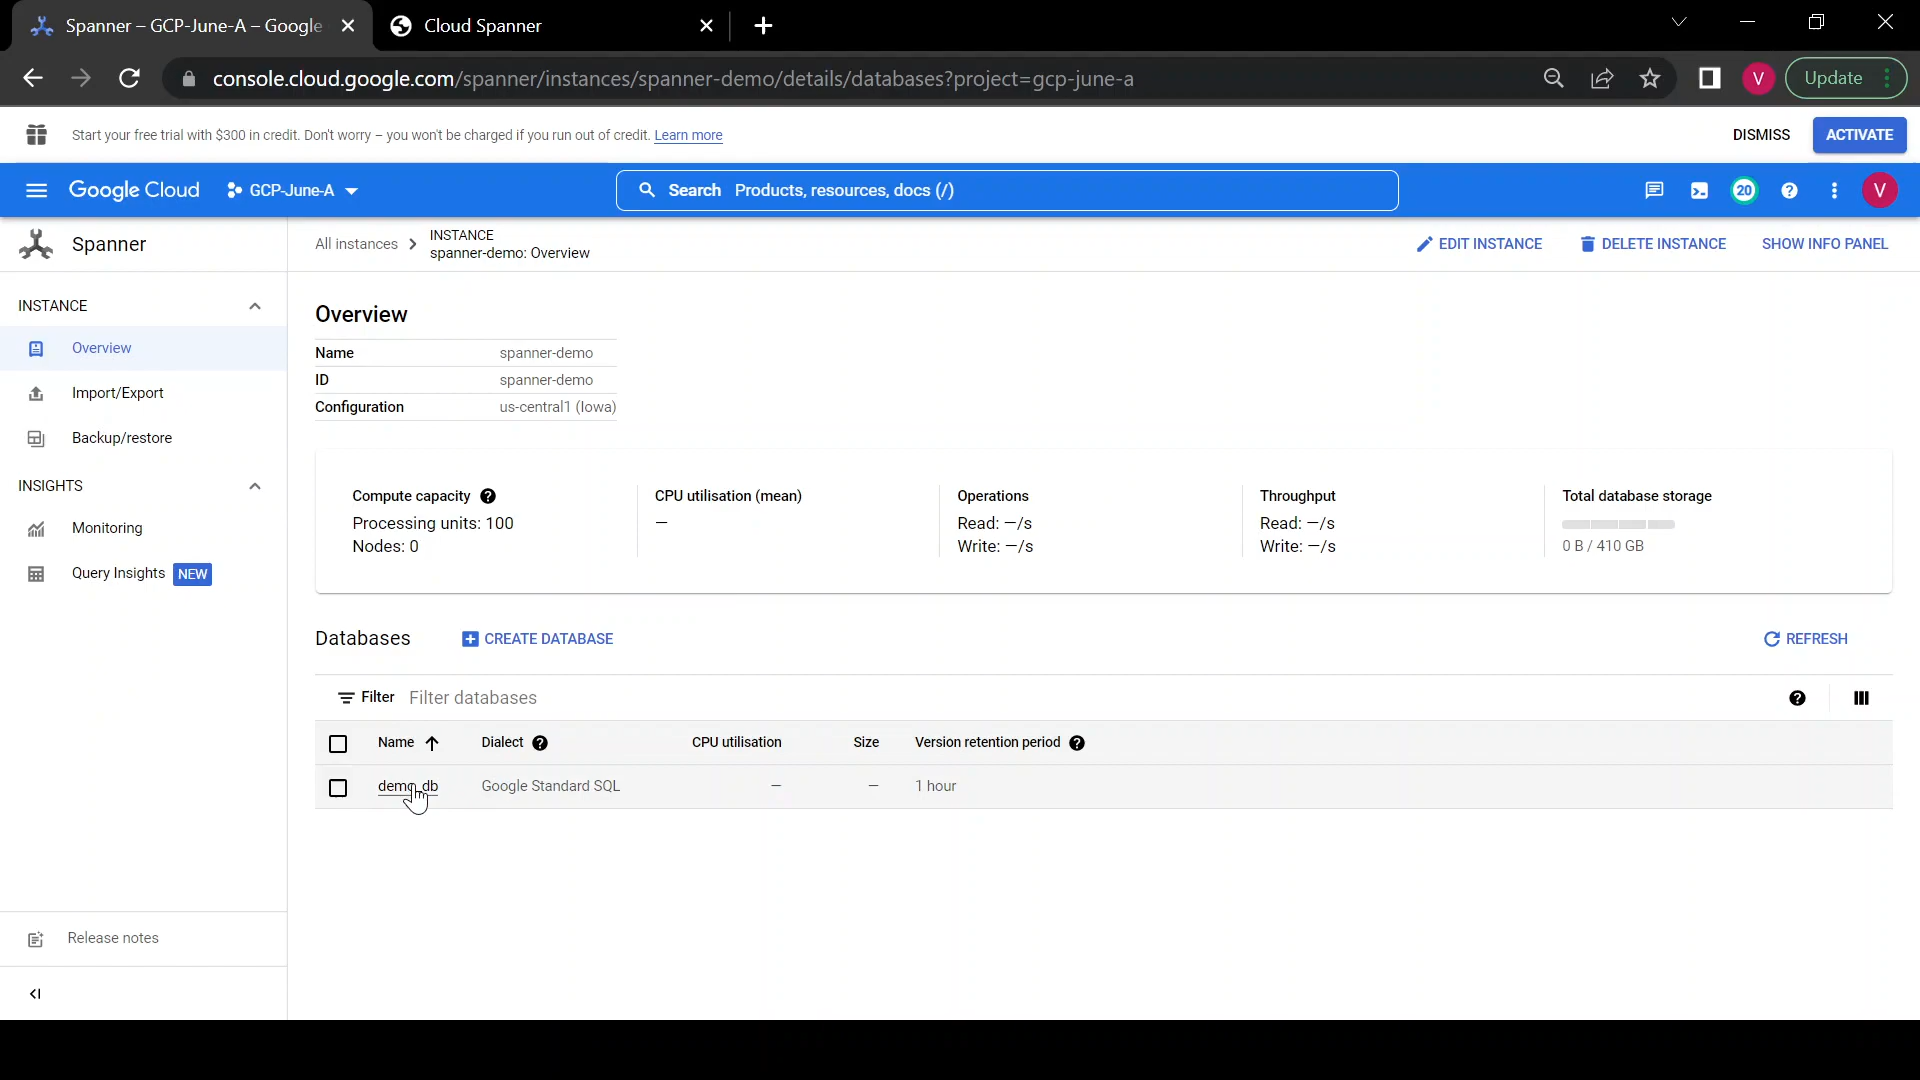 Spanner – GCP-June-A – Google
Cloud Spanner
console.cloud.google.com/spanner/instances/spanner-demo/details/databases?project=gcp-june-a
V
Update
Start your free trial with $300 in credit. Don't worry – you won't be charged if you run out of credit. Learn more
DISMISS
ACTIVATE
Google Cloud
GCP-June-A
Search Products, resources, docs (/)
20
V
Spanner
All instances
INSTANCE
spanner-demo: Overview
EDIT INSTANCE
DELETE INSTANCE
SHOW INFO PANEL
INSTANCE
Overview
Import/Export
Backup/restore
INSIGHTS
Monitoring
Query Insights NEW
Release notes
Overview
Name spanner-demo
ID spanner-demo
Configuration us-central1 (Iowa)
Compute capacity
Processing units: 100
Nodes: 0
CPU utilisation (mean)
—
Operations
Read: —/s
Write: —/s
Throughput
Read: —/s
Write: —/s
Total database storage
0 B / 410 GB
Databases
CREATE DATABASE
REFRESH
Filter Filter databases
Name Dialect CPU utilisation Size Version retention period
demo_db Google Standard SQL — — 1 hour